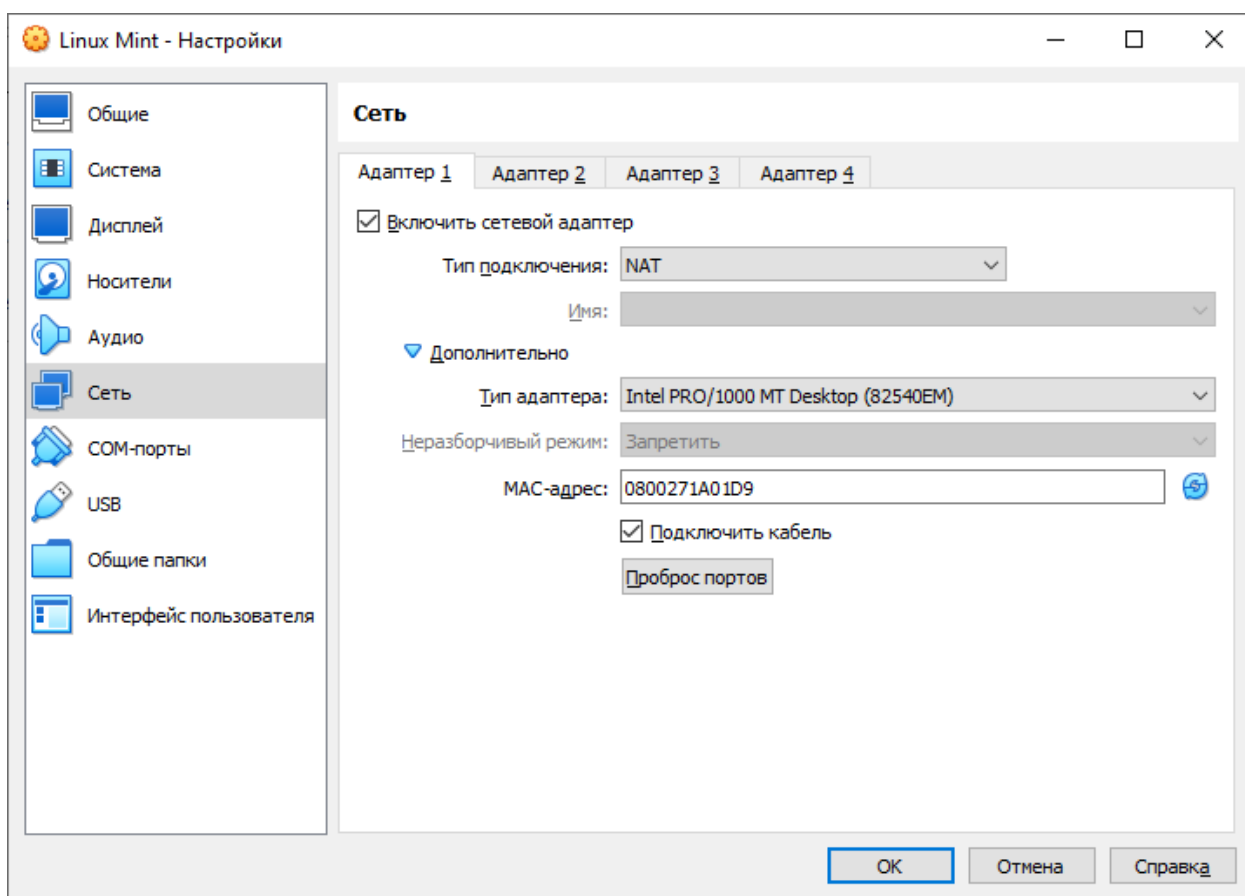 Linux Mint - Настройки
Общие
Система
Дисплей
Носители
Аудио
Сеть
COM-порты
USB
Общие папки
Интерфейс пользователя
Сеть
Адаптер 1 Адаптер 2 Адаптер 3 Адаптер 4
Включить сетевой адаптер
Тип подключения: NAT
Имя:
Дополнительно
Тип адаптера: Intel PRO/1000 MT Desktop (82540EM)
Неразборчивый режим: Запретить
MAC-адрес: 0800271A01D9
Подключить кабель
Проброс портов
OK Отмена Справка